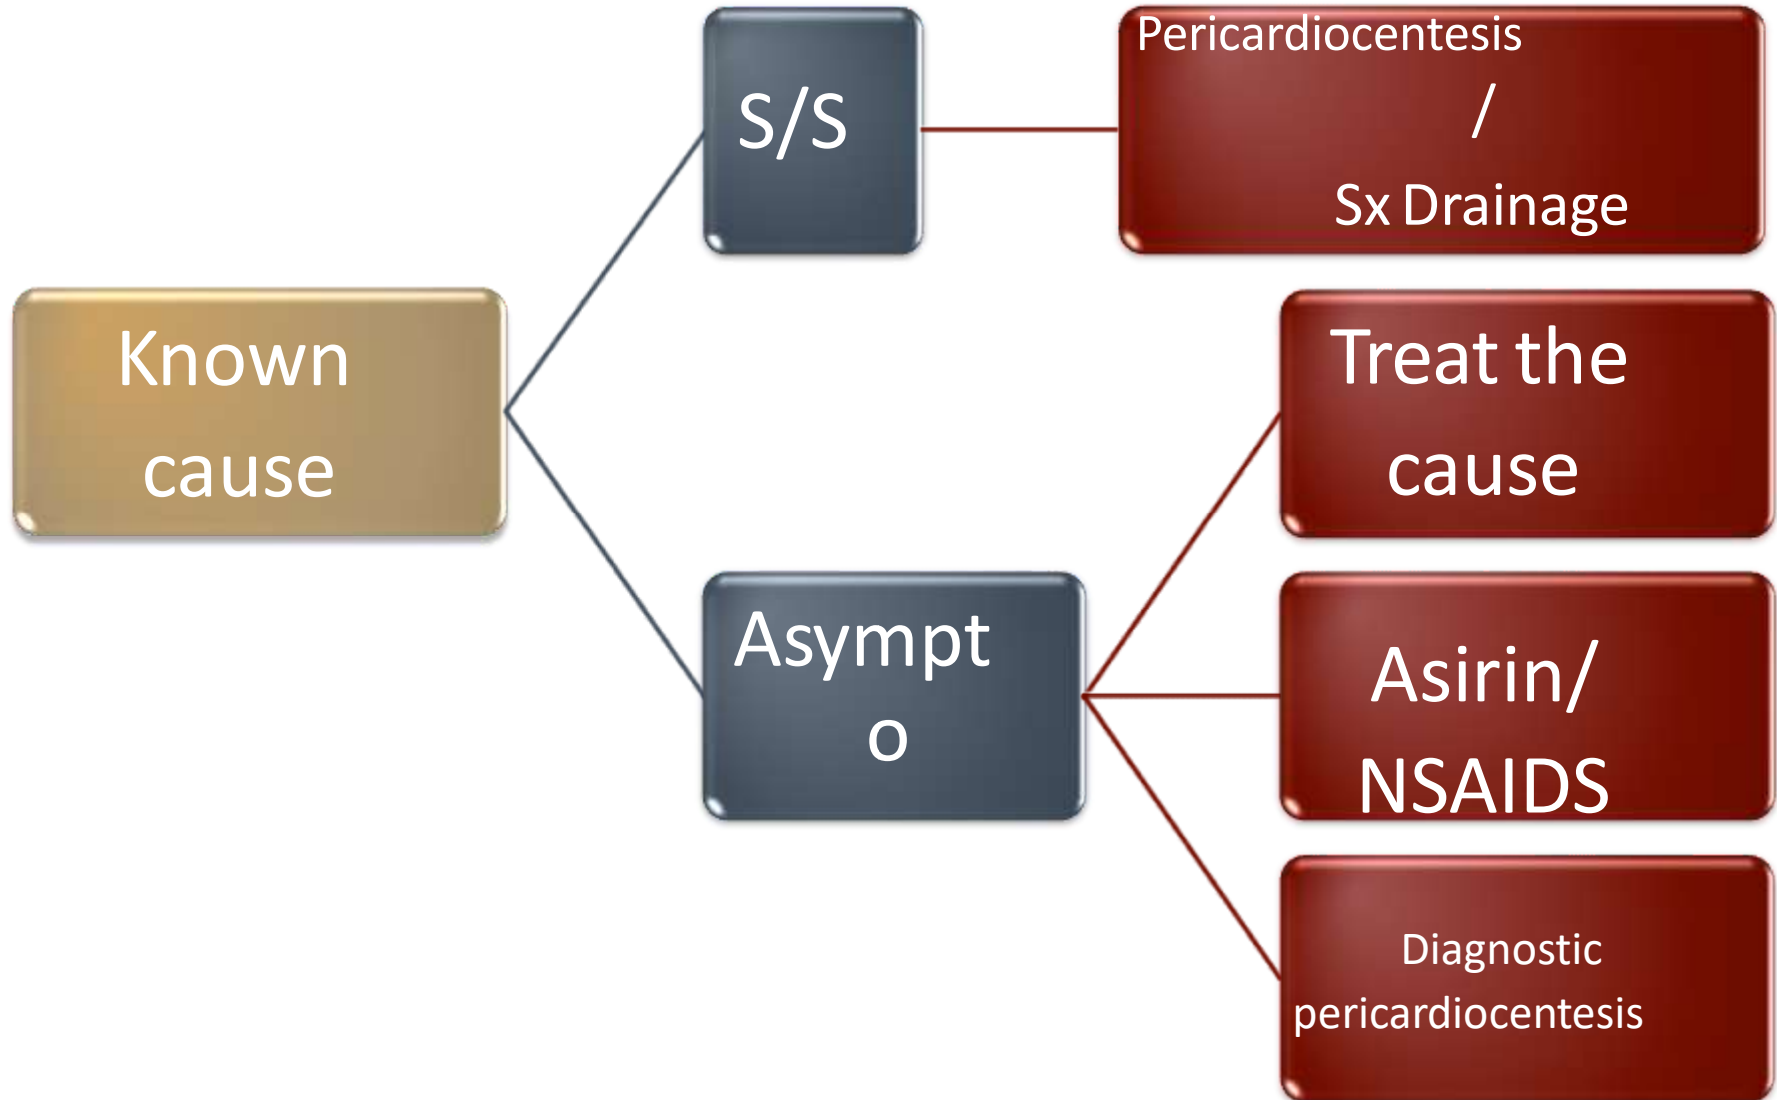 Known
cause
S/S
Pericardiocentesis
/
Sx Drainage
Asympt
o
Treat the
cause
Asirin/
NSAIDS
Diagnostic
pericardiocentesis